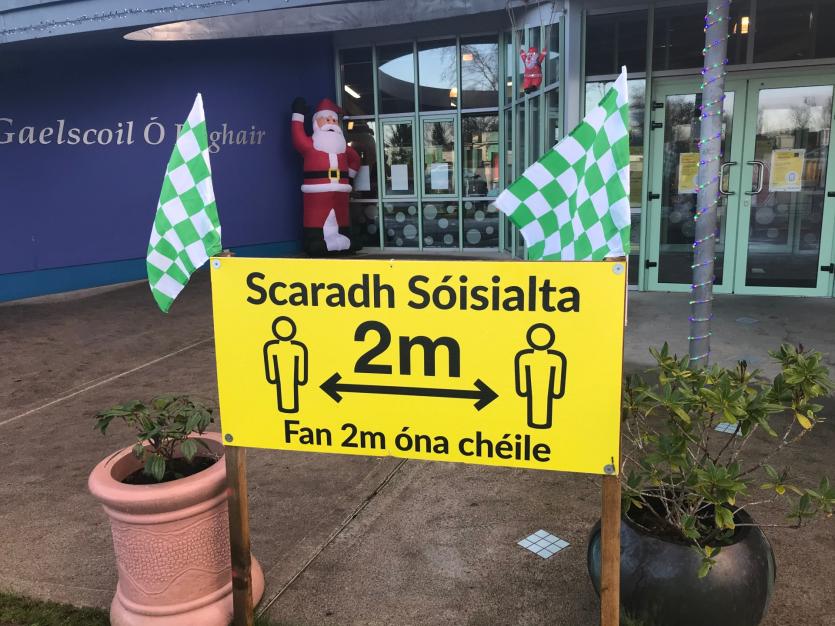 Gaelscoil Ó
Scaradh Sóisialta
2m
Fan 2m óna chéile